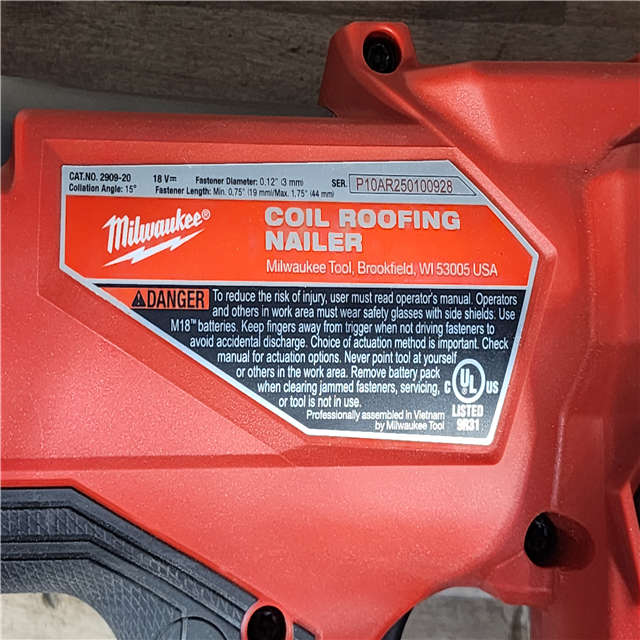 CAT.NO. 2909-20 18 V⎓ Fastener Diameter: 0.12" (3 mm) SER. P10AR250100928
Collation Angle: 15° Fastener Length: Min. 0.75" (19 mm)/Max. 1.75" (44 mm)
Milwaukee®
COIL ROOFING
NAILER
Milwaukee Tool, Brookfield, WI 53005 USA
DANGER To reduce the risk of injury, user must read operator's manual. Operators
and others in work area must wear safety glasses with side shields. Use
M18™ batteries. Keep fingers away from trigger when not driving fasteners to
avoid accidental discharge. Choice of actuation method is important. Check
manual for actuation options. Never point tool at yourself
or others in the work area. Remove battery pack
when clearing jammed fasteners, servicing,
or tool is not in use.
Professionally assembled in Vietnam
by Milwaukee Tool
C UL US
LISTED
9R31